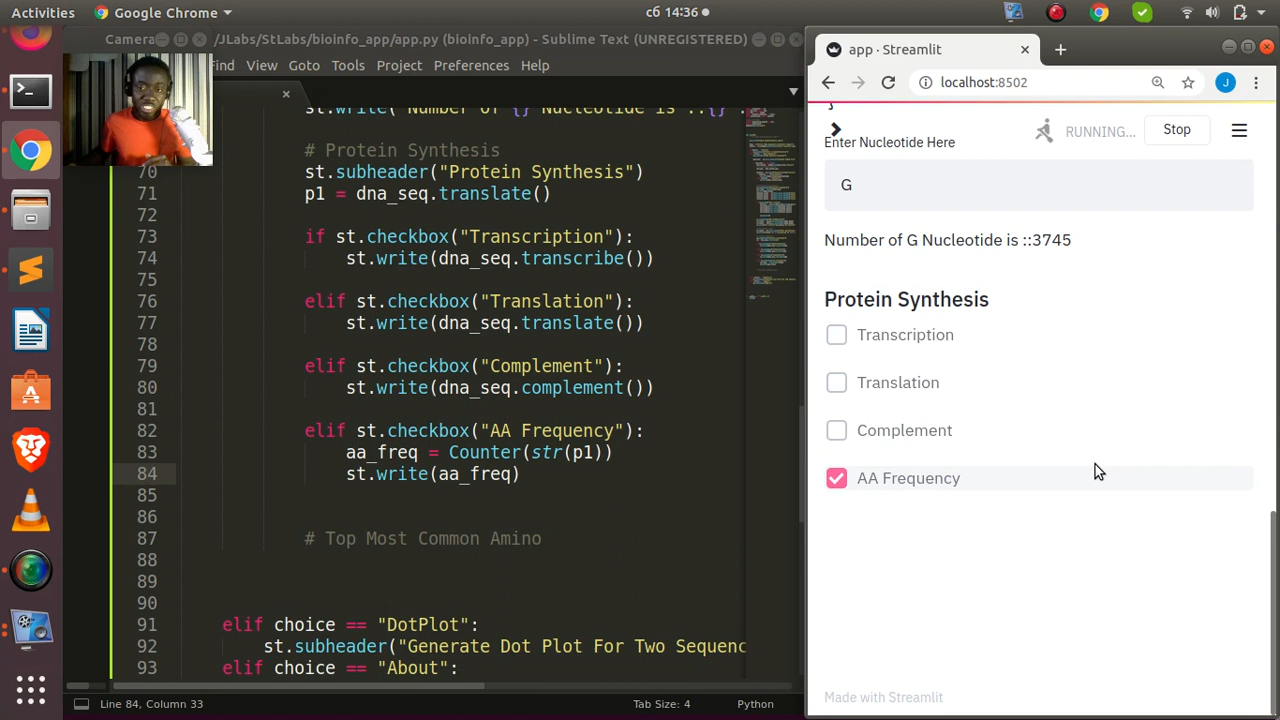 Activities
Google Chrome
сб 14:36
Camera
/JLabs/StLabs/bioinfo_app/app.py (bioinfo_app) - Sublime Text (UNREGISTERED)
Find View Goto Tools Project Preferences Help
st.write("Number of {} Nucleotide is ::{}".
# Protein Synthesis
70 st.subheader("Protein Synthesis")
71 p1 = dna_seq.translate()
72
73 if st.checkbox("Transcription"):
74 st.write(dna_seq.transcribe())
75
76 elif st.checkbox("Translation"):
77 st.write(dna_seq.translate())
78
79 elif st.checkbox("Complement"):
80 st.write(dna_seq.complement())
81
82 elif st.checkbox("AA Frequency"):
83 aa_freq = Counter(str(p1))
84 st.write(aa_freq)
85
86
87 # Top Most Common Amino
88
89
90
91 elif choice == "DotPlot":
92 st.subheader("Generate Dot Plot For Two Sequenc
93 elif choice == "About":
Line 84, Column 33
Tab Size: 4
Python
app · Streamlit
localhost:8502
J
RUNNING...
Stop
Enter Nucleotide Here
G
Number of G Nucleotide is ::3745
Protein Synthesis
Transcription
Translation
Complement
AA Frequency
Made with Streamlit